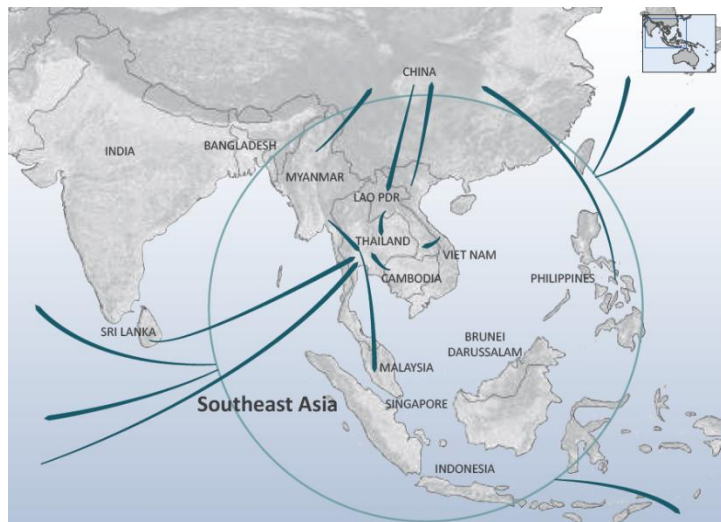 CHINA
INDIA
BANGLADESH
MYANMAR
LAO PDR
THAILAND
VIET NAM
CAMBODIA
PHILIPPINES
SRI LANKA
BRUNEI
DARUSSALAM
MALAYSIA
Southeast Asia
SINGAPORE
INDONESIA